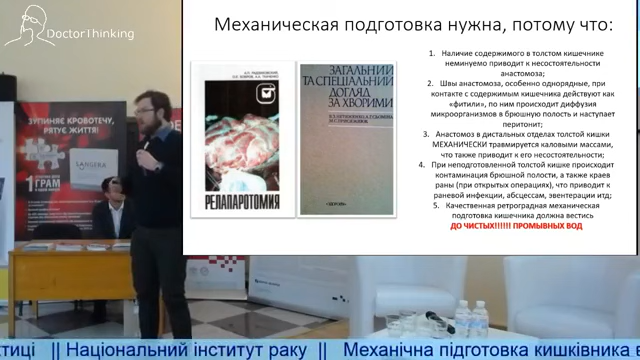 DoctorThinking
Механическая подготовка нужна, потому что:
1. Наличие содержимого в толстом кишечнике
неминуемо приводит к несостоятельности
анастомоза;
2. Швы анастомоза, особенно однорядные, при
контакте с содержимым кишечника действуют как
«фитили», по ним происходит диффузия
микроорганизмов в брюшную полость и наступает
перитонит;
3. Анастомоз в дистальных отделах толстой кишки
МЕХАНИЧЕСКИ травмируется каловыми массами,
что также приводит к его несостоятельности;
4. При неподготовленной толстой кишке происходит
контаминация брюшной полости, а также краев
раны (при открытых операциях), что приводит к
раневой инфекции, абсцессам, эвентерации итд;
5. Качественная ретроградная механическая
подготовка кишечника должна вестись
ДО ЧИСТЫХ!!!!!! ПРОМЫВНЫХ ВОД
РЕЛАПАРОТОМИЯ
ЗАГАЛЬНИЙ
ТА СПЕЦІАЛЬНИЙ
ДОГЛЯД
ЗА ХВОРИМИ
ЗУПИНЯЄ КРОВОТЕЧУ,
РЯТУЄ ЖИТТЯ!
SANGERA
1 ГРАМ
тиці || Національний інститут раку || Механічна підготовка кишківника в